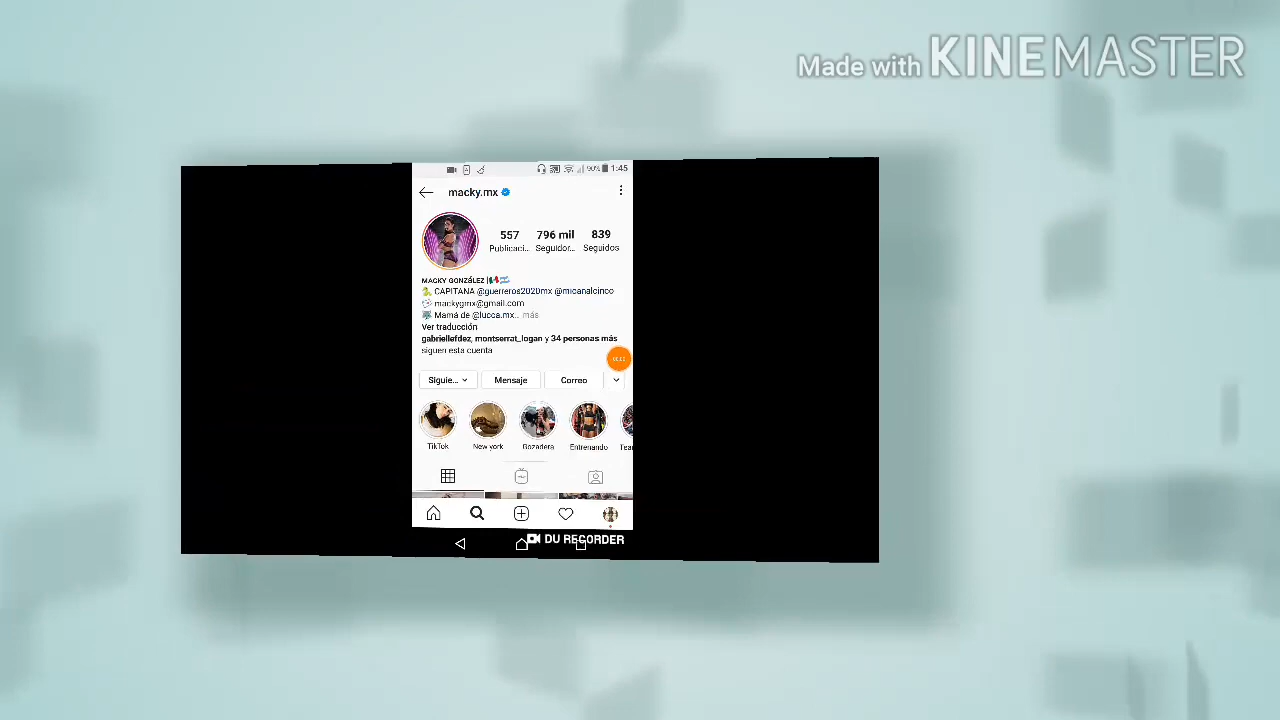 Made with KINEMASTER
90% 1:45
macky.mx
557 796 mil 839
Publicaci... Seguidor... Seguidos
MACKY GONZÁLEZ |🇲🇽🇦🇷
CAPITANA @guerreros2020mx @micanalcinco
mackygmx@gmail.com
Mamá de @lucca.mx... más
Ver traducción
gabriellefdez, montserrat_logan y 34 personas más
siguen esta cuenta
Siguie... Mensaje Correo
TikTok New york Gozadera Entrenando
DU RECORDER